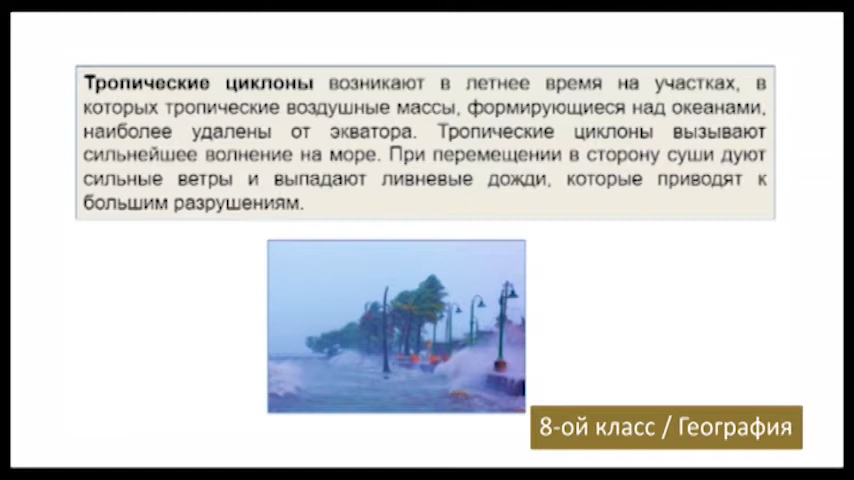 Тропические циклоны возникают в летнее время на участках, в
которых тропические воздушные массы, формирующиеся над океанами,
наиболее удалены от экватора. Тропические циклоны вызывают
сильнейшее волнение на море. При перемещении в сторону суши дуют
сильные ветры и выпадают ливневые дожди, которые приводят к
большим разрушениям.
8-ой класс / География